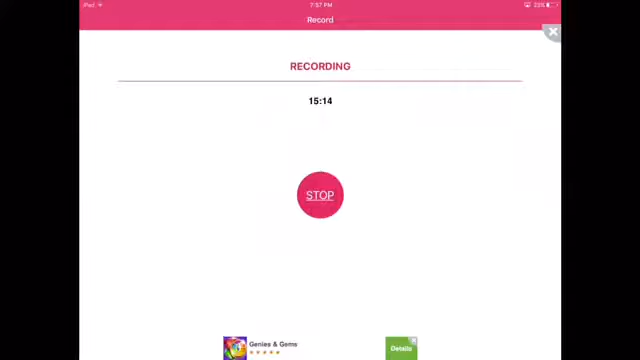 iPad 7:57 PM 23%
Record
RECORDING
15:14
STOP
Genies & Gems
Details